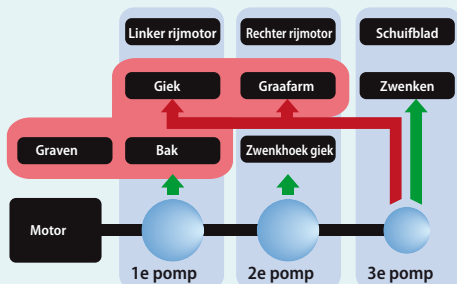 Linker rijmotor
Rechter rijmotor
Schuifblad
Giek
Graafarm
Zwenken
Graven
Bak
Zwenkhoek giek
Motor
1e pomp
2e pomp
3e pomp